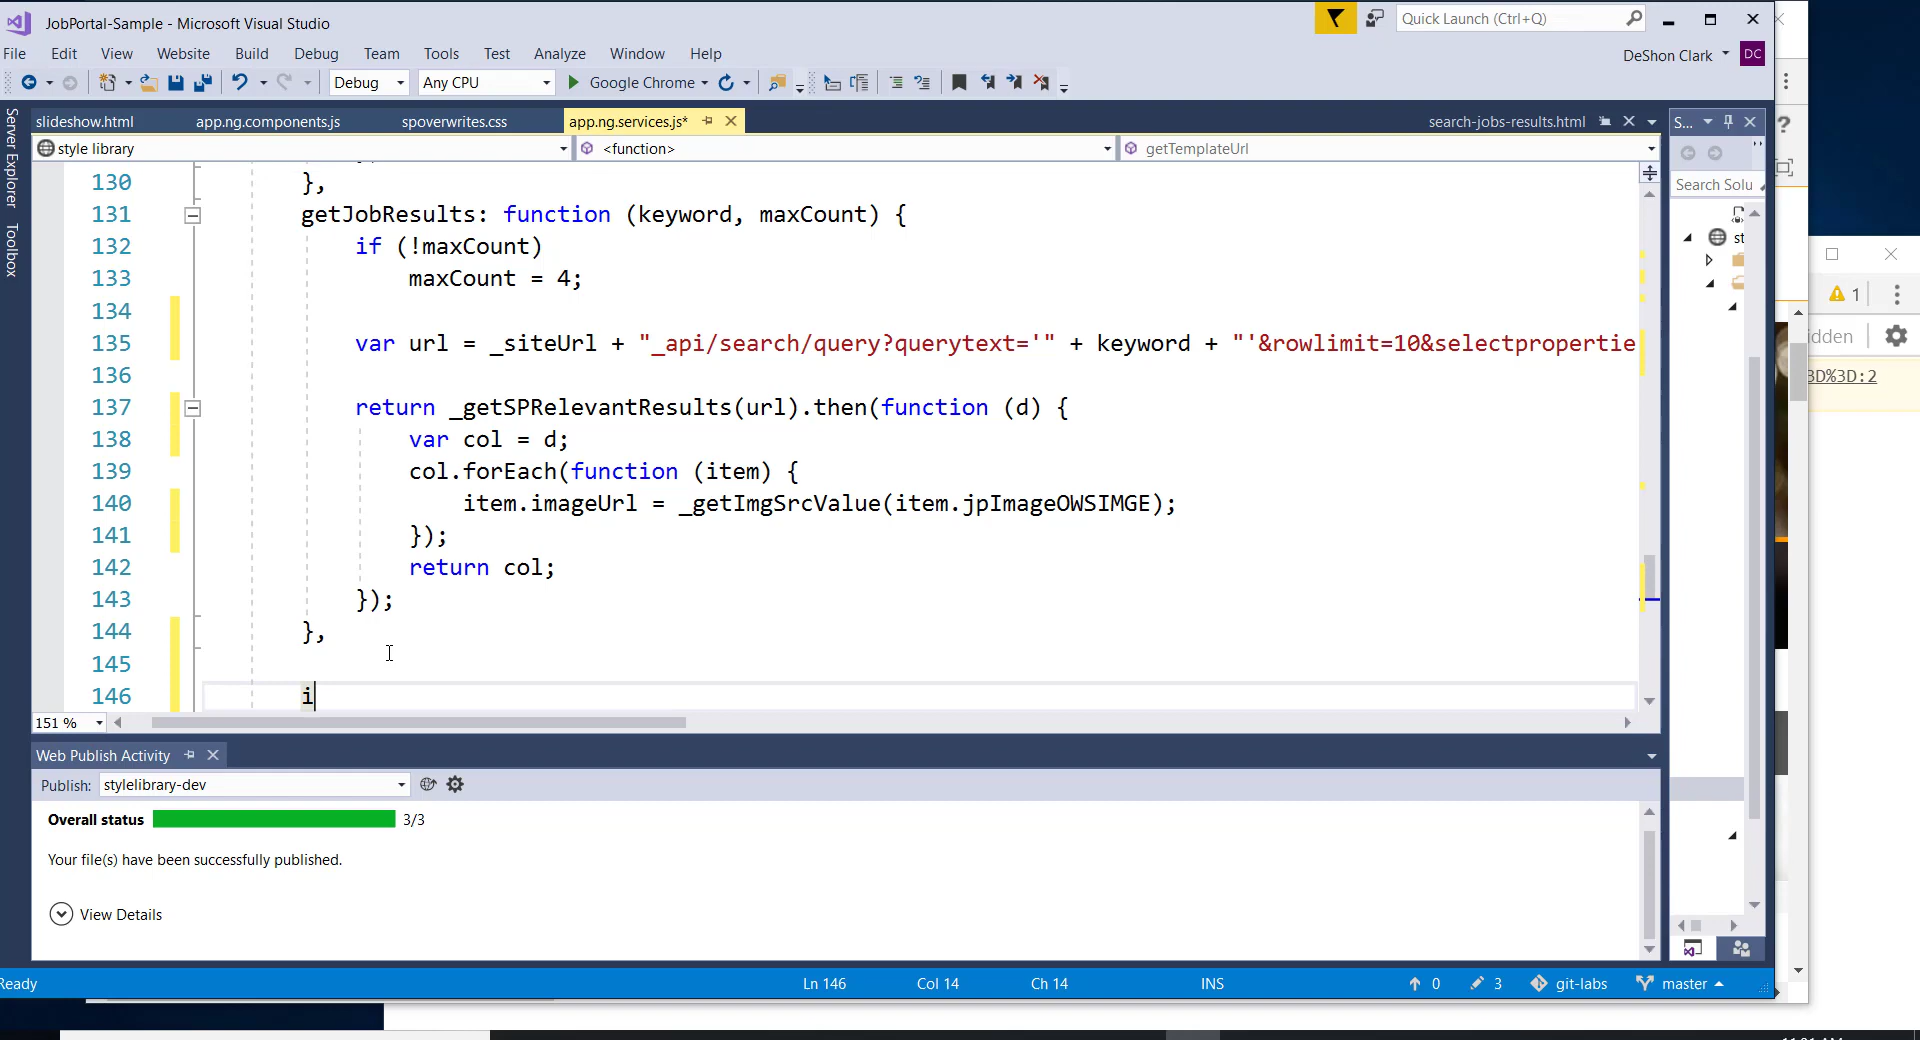 JobPortal-Sample - Microsoft Visual Studio
Quick Launch (Ctrl+Q)
File Edit View Website Build Debug Team Tools Test Analyze Window Help
DeShon Clark DC
Debug Any CPU Google Chrome
slideshow.html app.ng.components.js spoverwrites.css app.ng.services.js* search-jobs-results.html
S...
style library <function> getTemplateUrl
Server Explorer
Toolbox
Search Solu
130 },
131 getJobResults: function (keyword, maxCount) {
132 if (!maxCount)
133 maxCount = 4;
134
135 var url = _siteUrl + "_api/search/query?querytext='" + keyword + "'&rowlimit=10&selectpropertie
136
137 return _getSPRelevantResults(url).then(function (d) {
138 var col = d;
139 col.forEach(function (item) {
140 item.imageUrl = _getImgSrcValue(item.jpImageOWSIMGE);
141 });
142 return col;
143 });
144 },
145
146 i
st
1
idden
3D%3D:2
151 %
Web Publish Activity
Publish: stylelibrary-dev
Overall status 3/3
Your file(s) have been successfully published.
View Details
Ready Ln 146 Col 14 Ch 14 INS 0 3 git-labs master